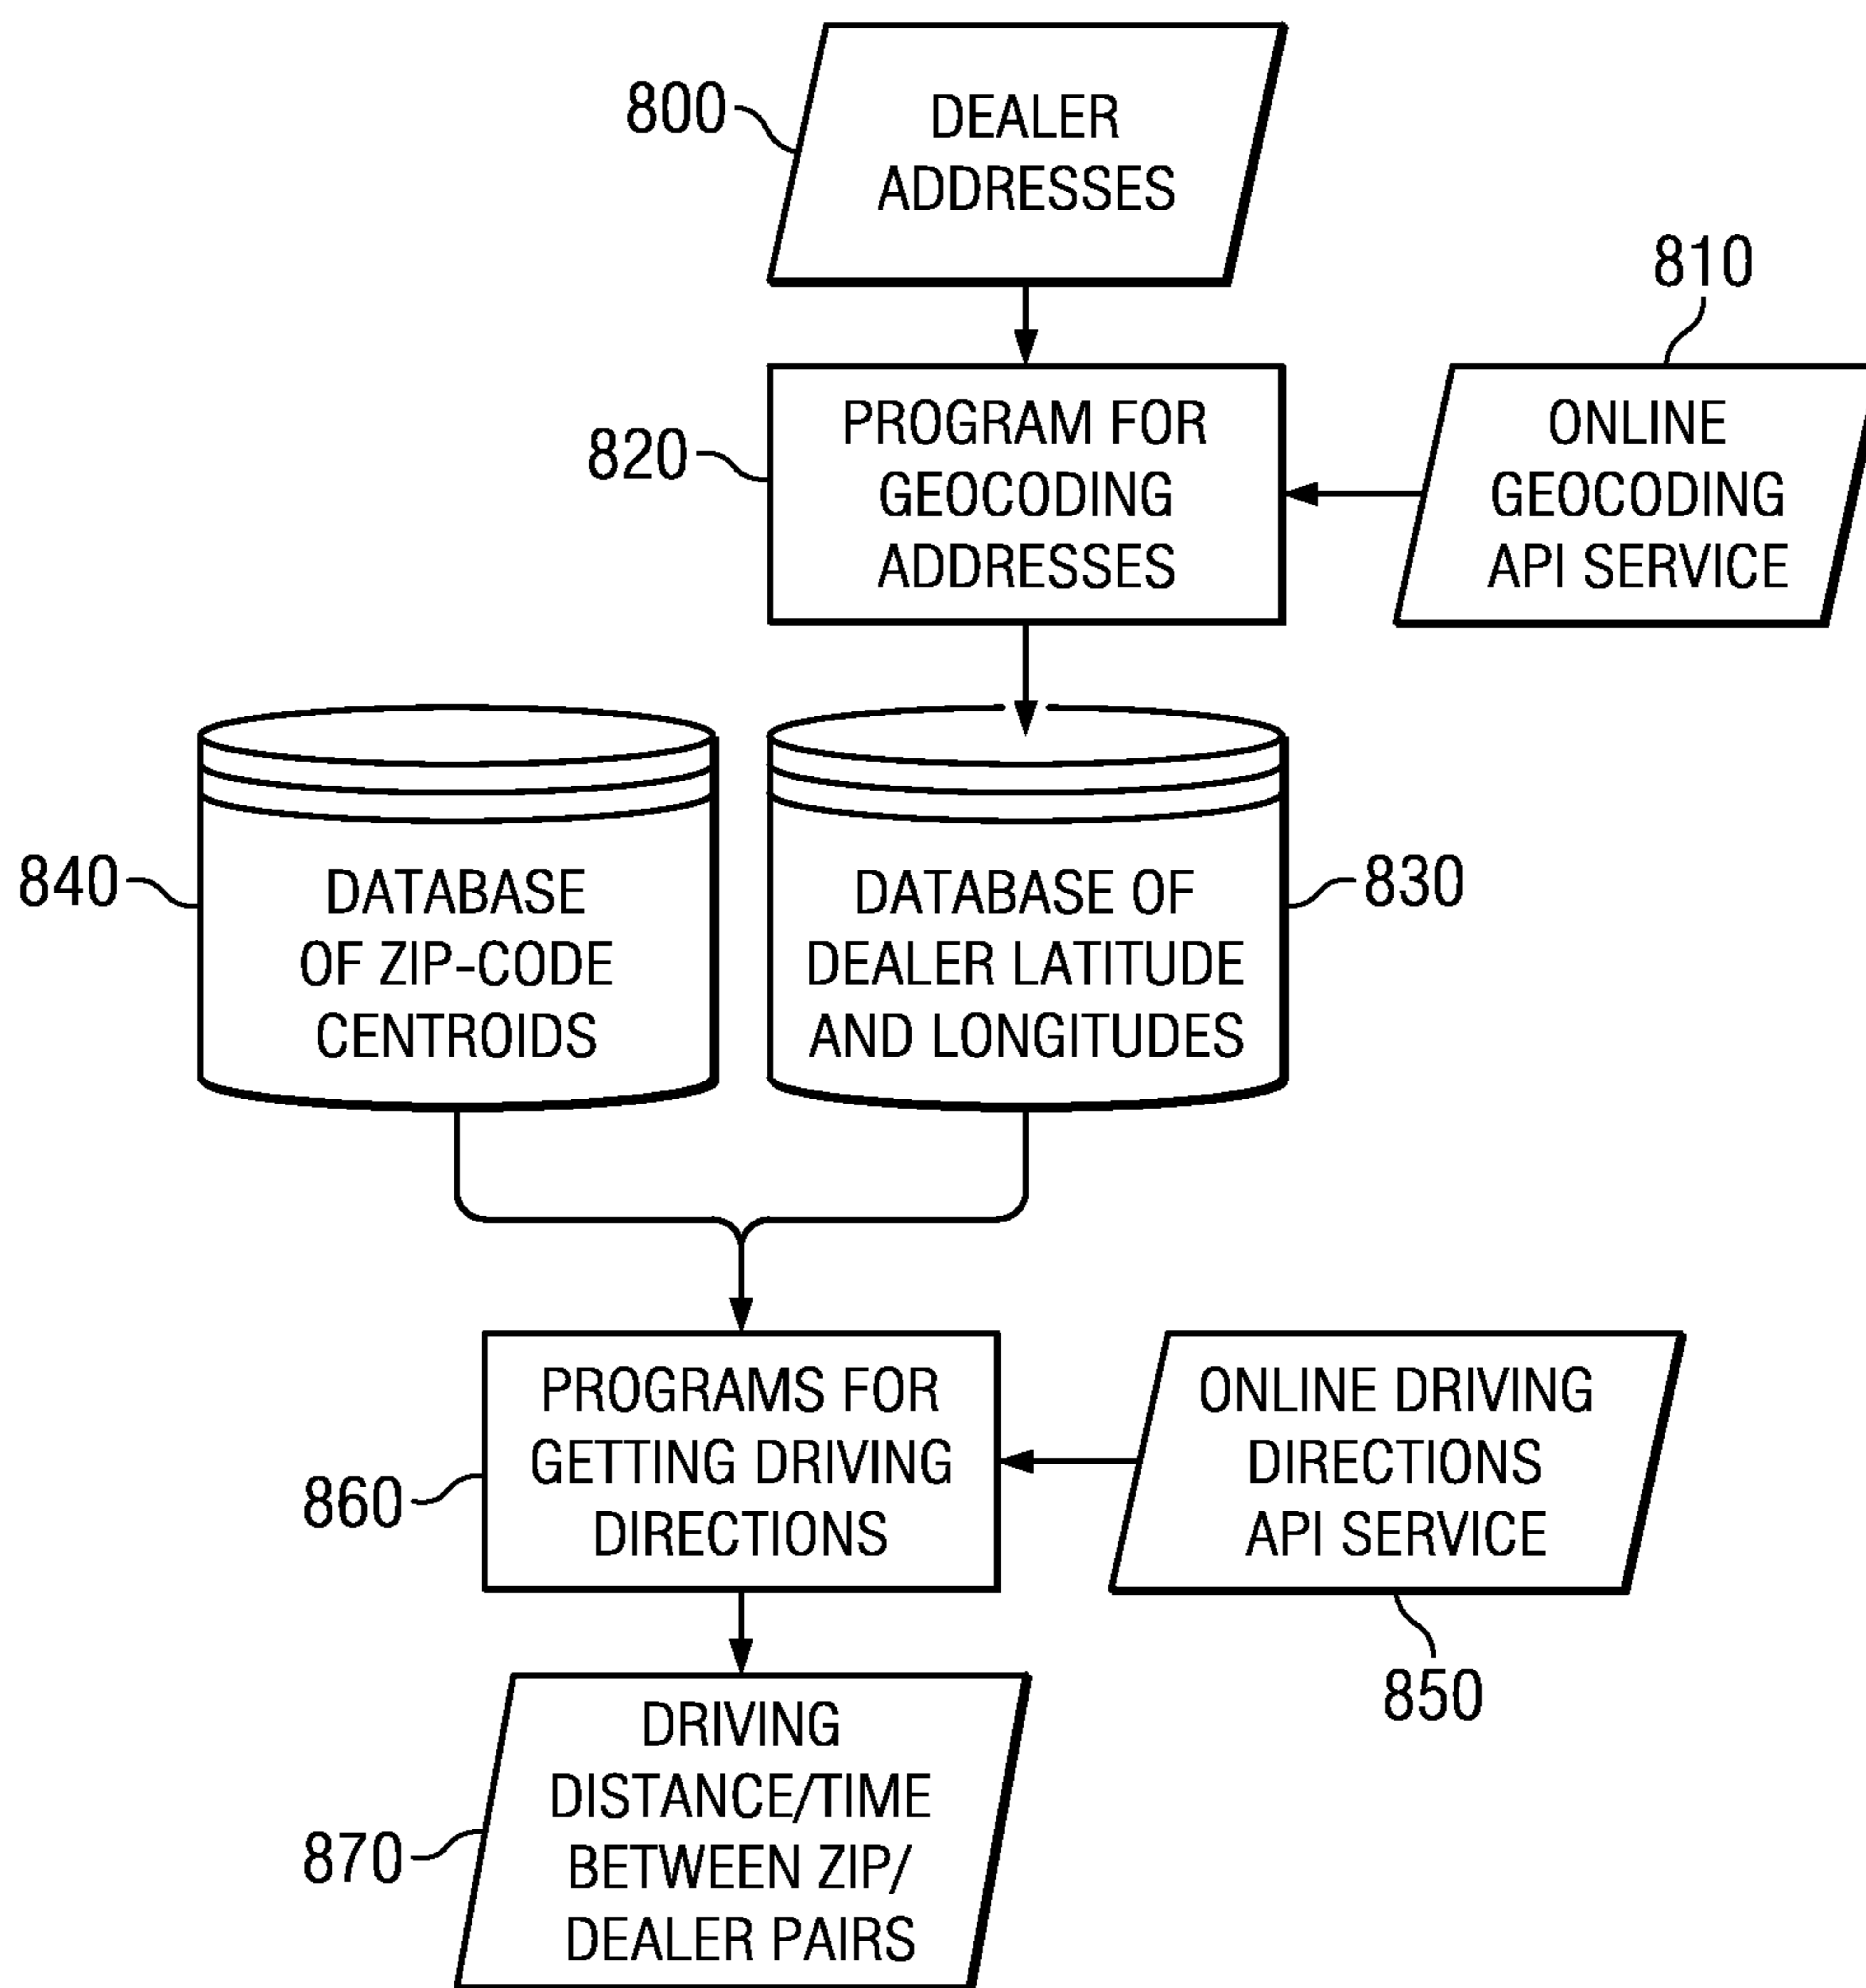 800
DEALER
ADDRESSES
810
820
PROGRAM FOR
GEOCODING
ADDRESSES
ONLINE
GEOCODING
API SERVICE
840
DATABASE
OF ZIP-CODE
CENTROIDS
DATABASE OF
DEALER LATITUDE
AND LONGITUDES
830
860
PROGRAMS FOR
GETTING DRIVING
DIRECTIONS
ONLINE DRIVING
DIRECTIONS
API SERVICE
850
870
DRIVING
DISTANCE/TIME
BETWEEN ZIP/
DEALER PAIRS